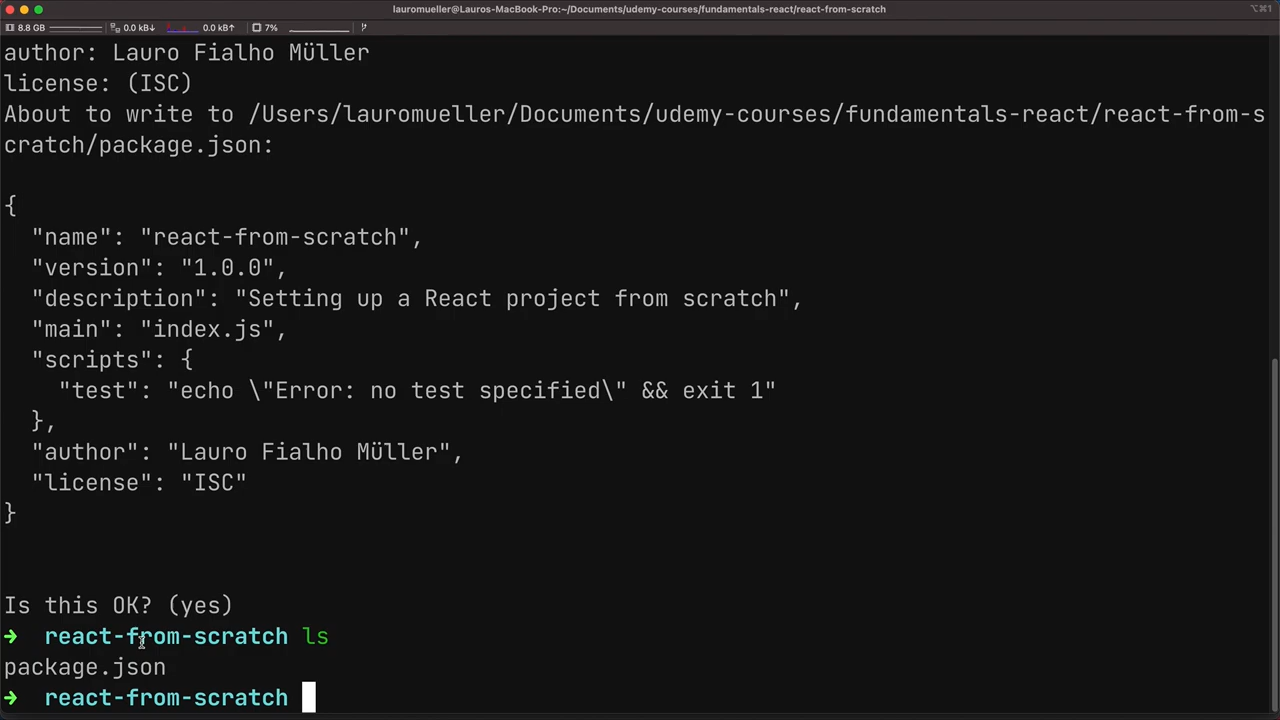 lauromueller@Lauros-MacBook-Pro:~/Documents/udemy-courses/fundamentals-react/react-from-scratch
⌥⌘1
8.8 GB 0.0 kB↓ 0.0 kB↑ 7%
author: Lauro Fialho Müller
license: (ISC)
About to write to /Users/lauromueller/Documents/udemy-courses/fundamentals-react/react-from-s
cratch/package.json:
{
  "name": "react-from-scratch",
  "version": "1.0.0",
  "description": "Setting up a React project from scratch",
  "main": "index.js",
  "scripts": {
    "test": "echo \"Error: no test specified\" && exit 1"
  },
  "author": "Lauro Fialho Müller",
  "license": "ISC"
}
Is this OK? (yes)
➜  react-from-scratch ls
package.json
➜  react-from-scratch